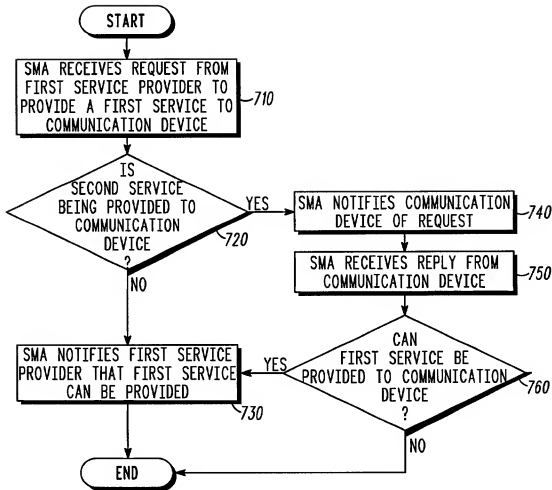 START
SMA RECEIVES REQUEST FROM
FIRST SERVICE PROVIDER TO
PROVIDE A FIRST SERVICE TO
COMMUNICATION DEVICE
710
IS
SECOND SERVICE
BEING PROVIDED TO
COMMUNICATION
DEVICE
?
720
YES
NO
SMA NOTIFIES COMMUNICATION
DEVICE OF REQUEST
740
SMA RECEIVES REPLY FROM
COMMUNICATION DEVICE
750
CAN
FIRST SERVICE BE
PROVIDED TO COMMUNICATION
DEVICE
?
760
YES
NO
SMA NOTIFIES FIRST SERVICE
PROVIDER THAT FIRST SERVICE
CAN BE PROVIDED
730
END